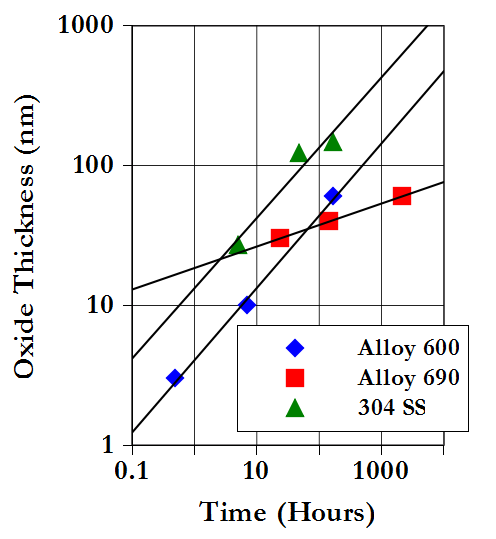 1000
100
10
1
Oxide Thickness (nm)
Alloy 600
Alloy 690
304 SS
0.1 10 1000
Time (Hours)